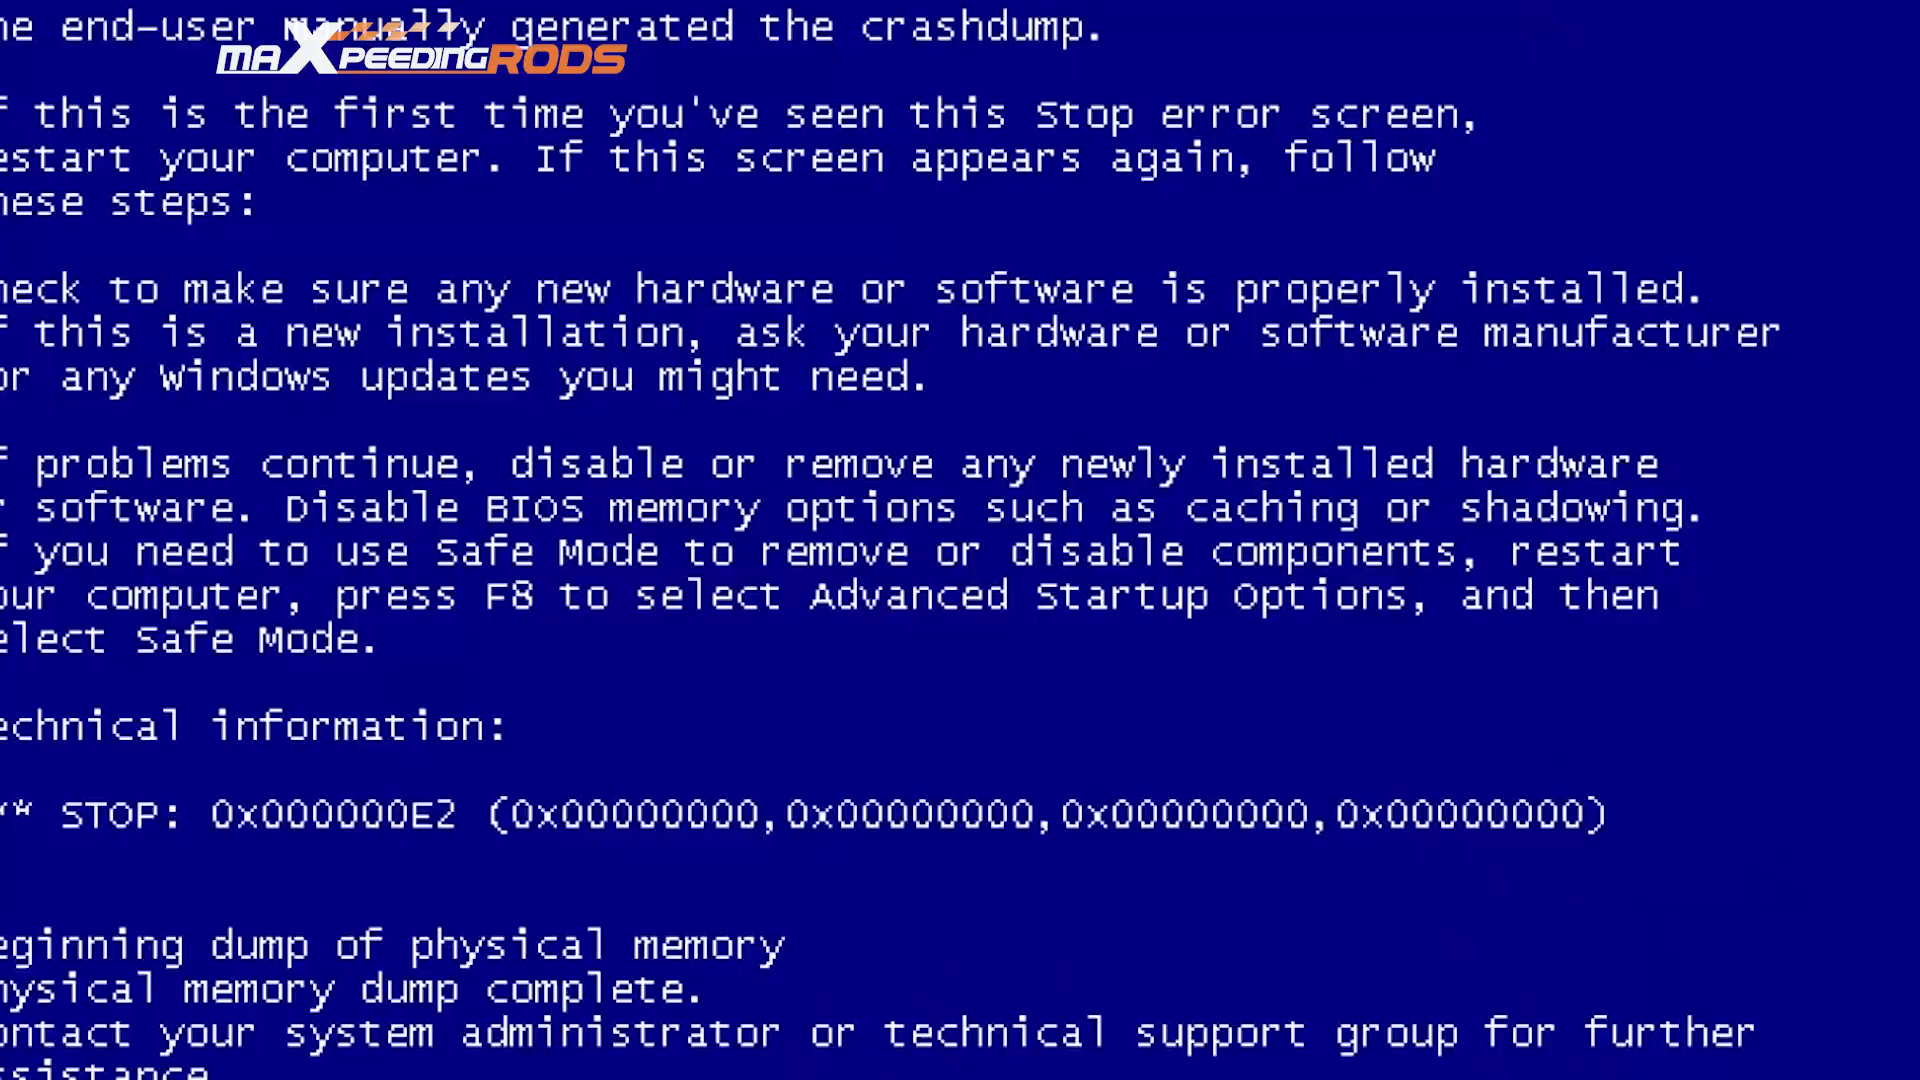 he end-user manually generated the crashdump.
MAXPEEDINGRODS
f this is the first time you've seen this Stop error screen,
estart your computer. If this screen appears again, follow
hese steps:
heck to make sure any new hardware or software is properly installed.
f this is a new installation, ask your hardware or software manufacturer
or any windows updates you might need.
f problems continue, disable or remove any newly installed hardware
r software. Disable BIOS memory options such as caching or shadowing.
f you need to use Safe Mode to remove or disable components, restart
our computer, press F8 to select Advanced Startup Options, and then
elect Safe Mode.
echnical information:
** STOP: 0x000000E2 (0x00000000,0x00000000,0x00000000,0x00000000)
eginning dump of physical memory
hysical memory dump complete.
ontact your system administrator or technical support group for further
ssistance